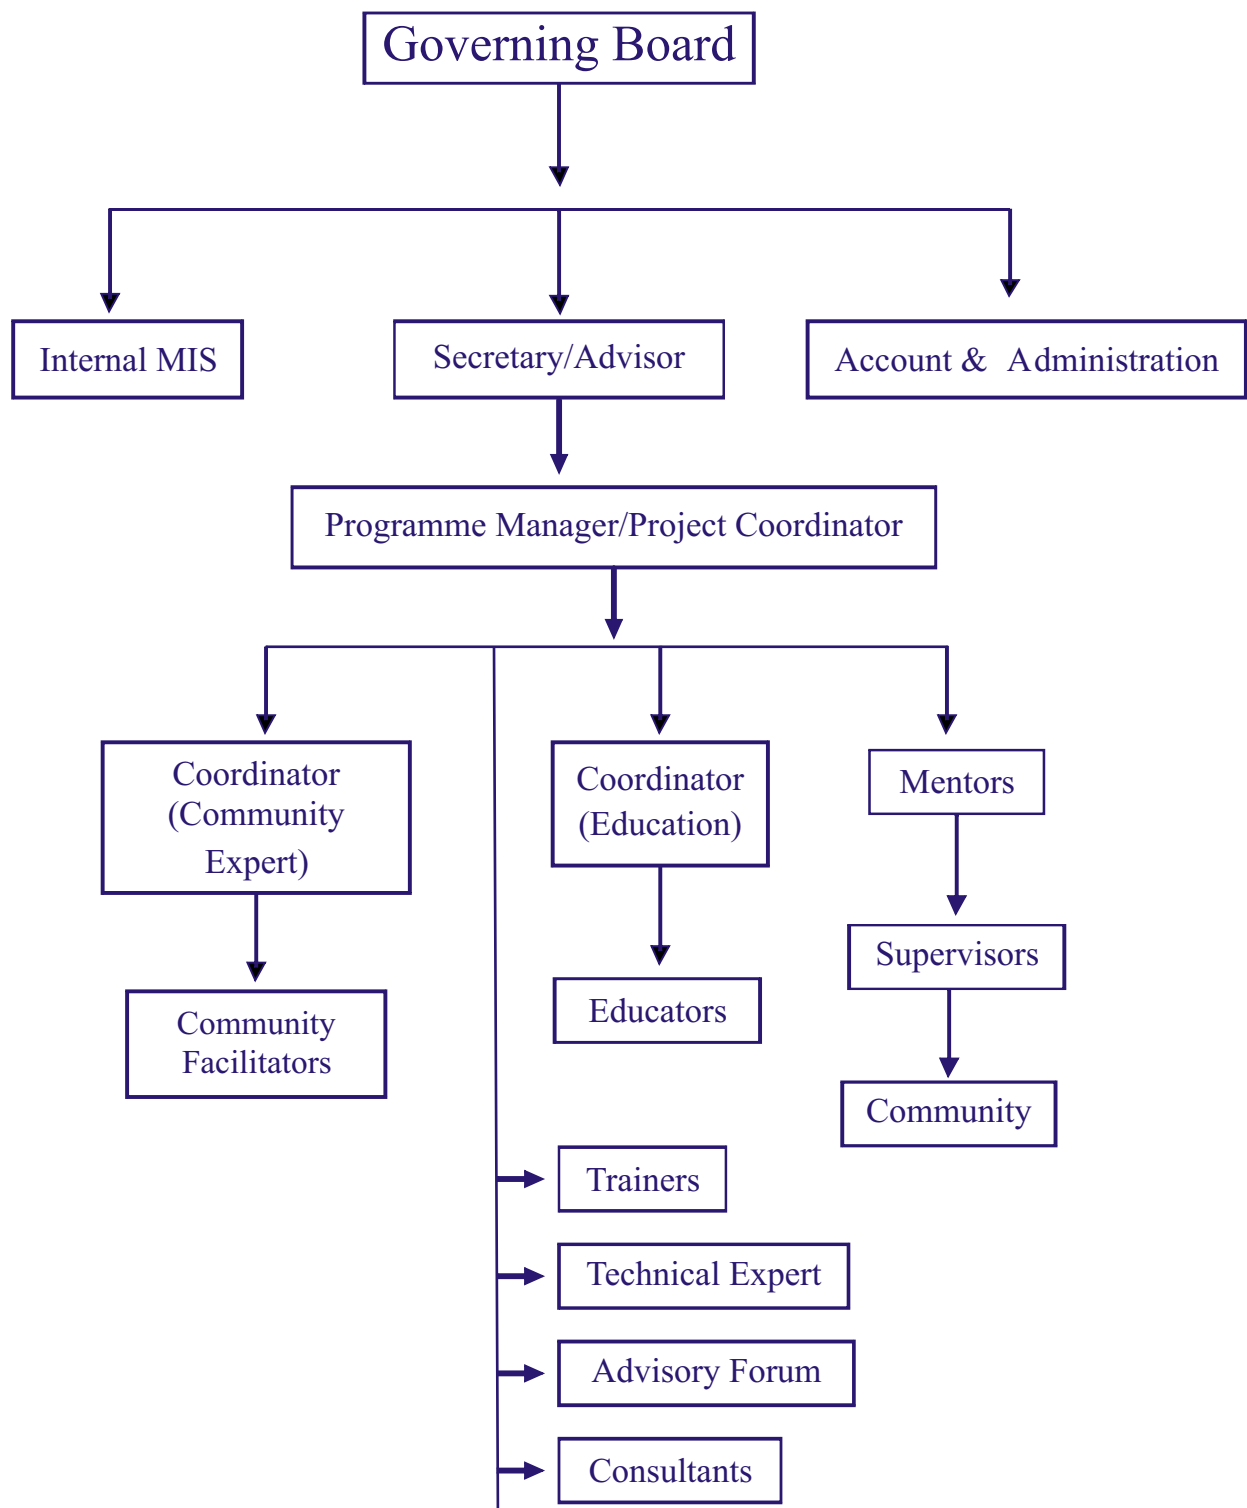 Governing Board
Internal MIS
Secretary/Advisor
Account & Administration
Programme Manager/Project Coordinator
Coordinator
(Community
Expert)
Coordinator
(Education)
Mentors
Supervisors
Community
Facilitators
Educators
Community
Trainers
Technical Expert
Advisory Forum
Consultants